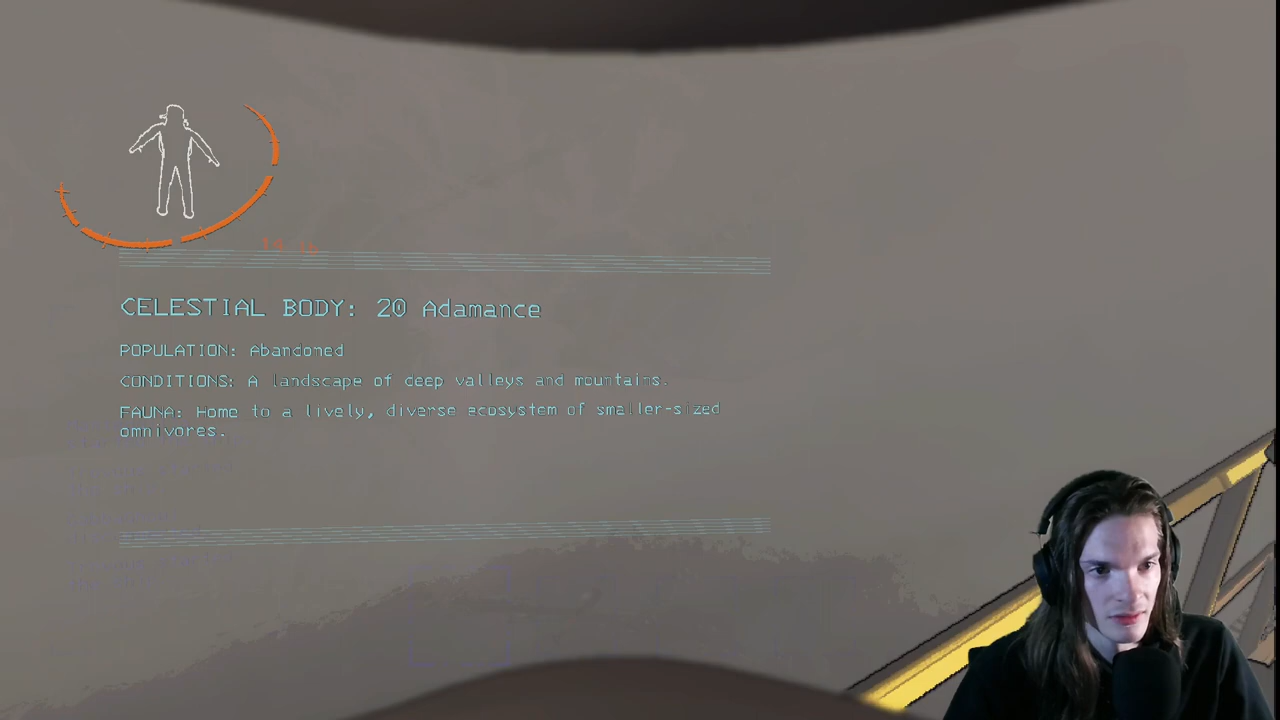 CELESTIAL BODY: 20 Adamance
POPULATION: Abandoned
CONDITIONS: A landscape of deep valleys and mountains.
FAUNA: Home to a lively, diverse ecosystem of smaller-sized
omnivores.